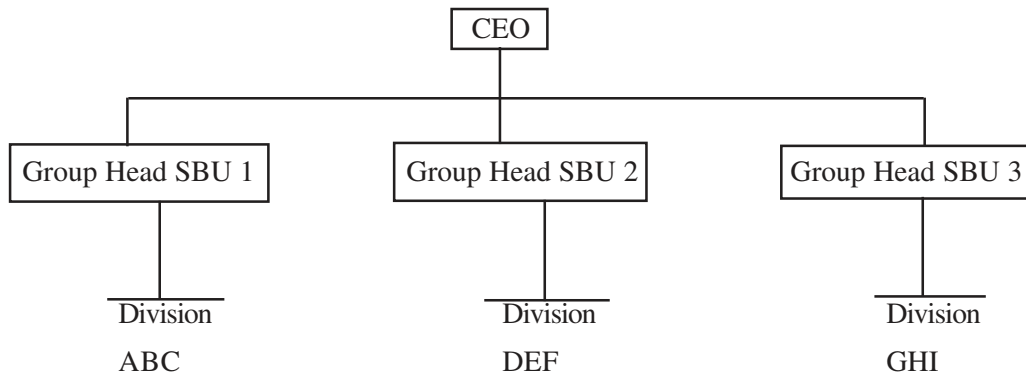 CEO
Group Head SBU 1
Group Head SBU 2
Group Head SBU 3
Division
Division
Division
ABC
DEF
GHI